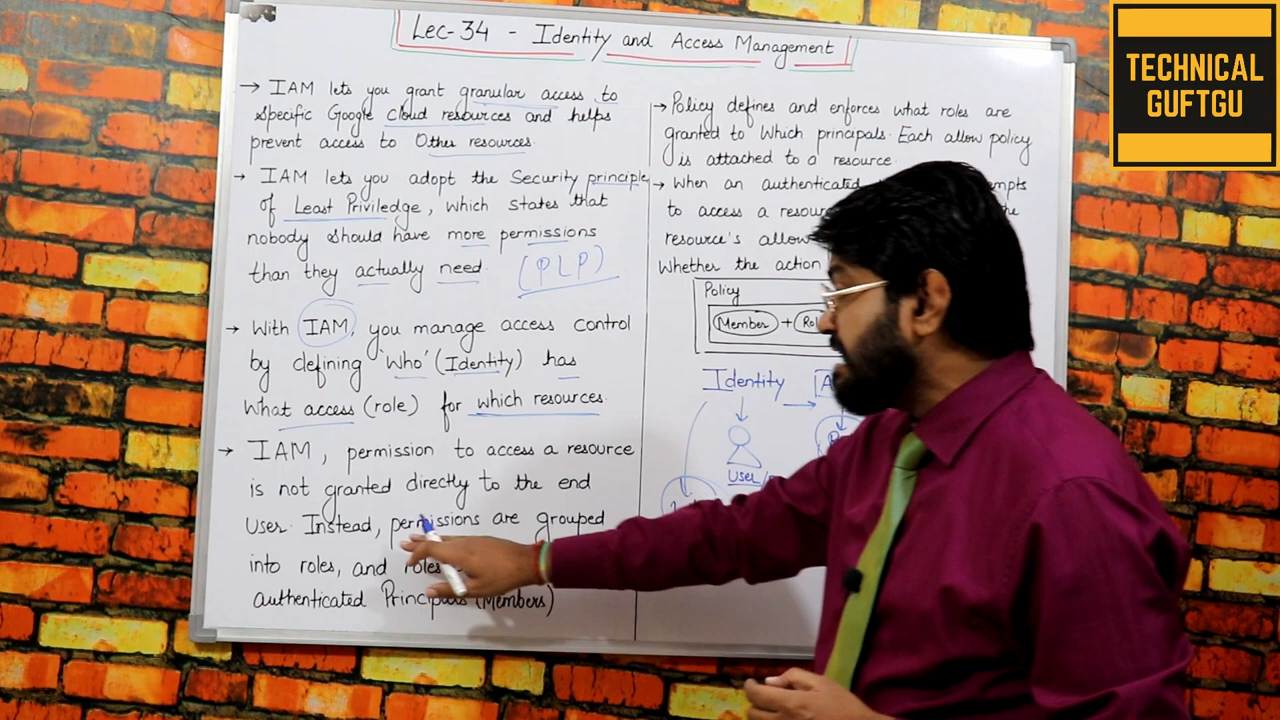 Lec-34 - Identity and Access Management
→ IAM lets you grant granular access to
specific Google cloud resources and helps
prevent access to Other resources.
→ IAM lets you adopt the security principle
of Least Priviledge, which states that
nobody should have more permissions
than they actually need. (PLP)
→ With IAM, you manage access control
by defining 'Who' (Identity) has
What access (role) for which resources.
→ IAM, permission to access a resource
is not granted directly to the end
user. Instead, permissions are grouped
into roles, and roles
authenticated Principals (Members)
→ Policy defines and enforces what roles are
granted to Which principals. Each allow policy
is attached to a resource.
→ When an authenticated
to access a
resource's
Whether the action
Policy
Member +
Identity →
User
TECHNICAL
GUFTGU